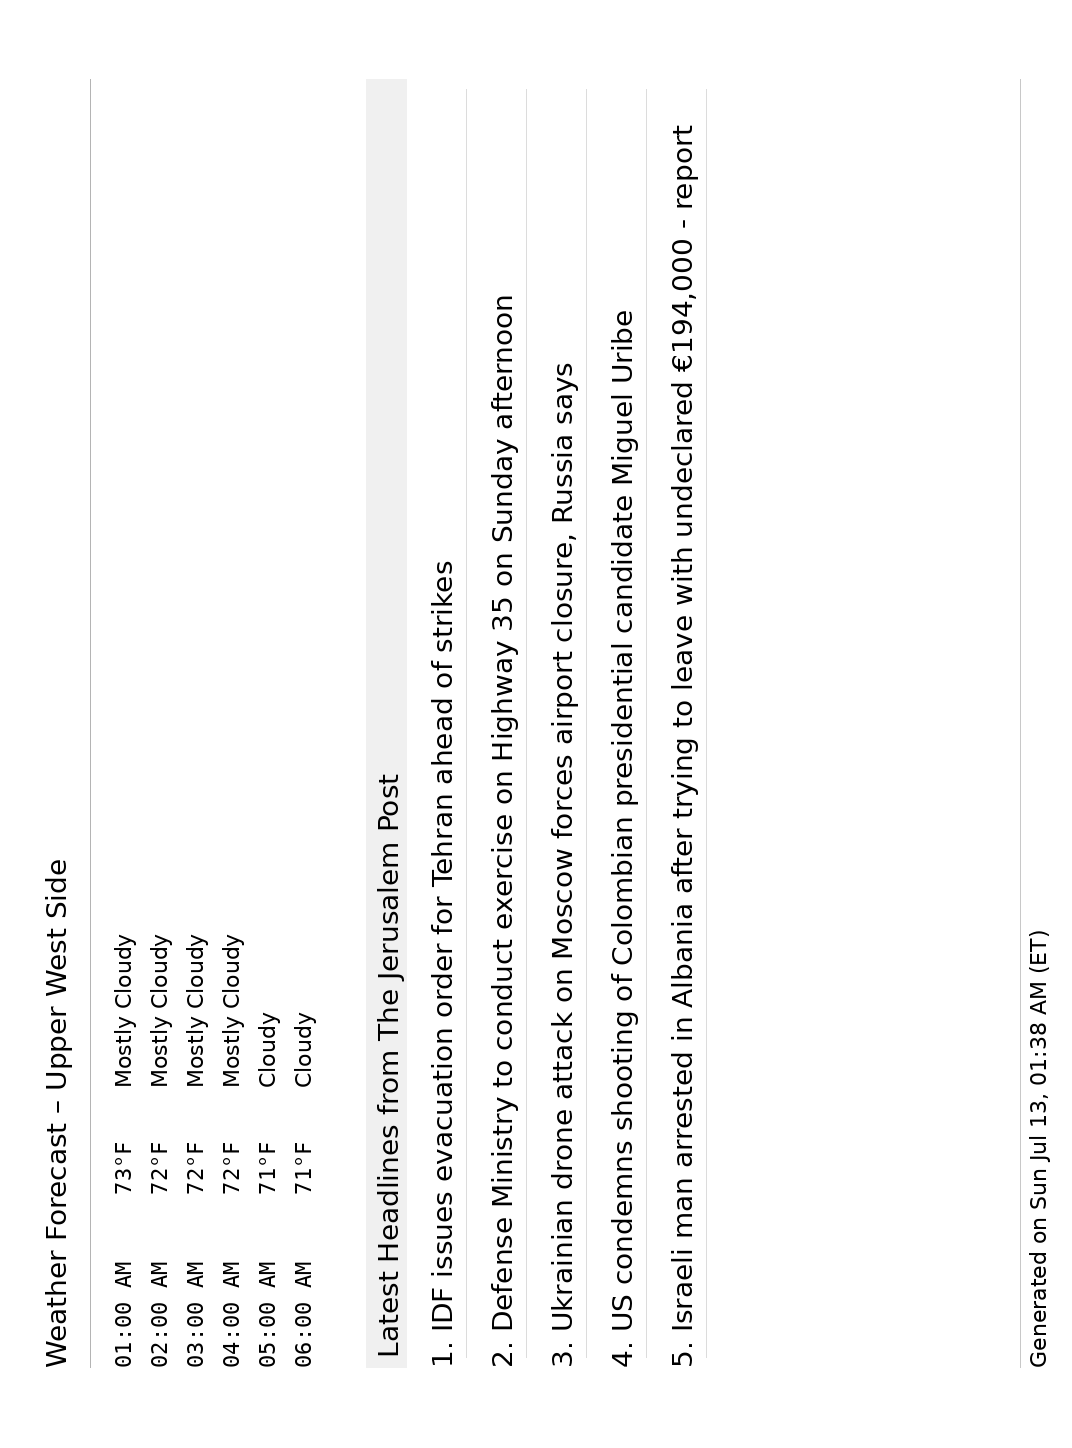 Weather Forecast – Upper West Side
01:00 AM 73°F Mostly Cloudy
02:00 AM 72°F Mostly Cloudy
03:00 AM 72°F Mostly Cloudy
04:00 AM 72°F Mostly Cloudy
05:00 AM 71°F Cloudy
06:00 AM 71°F Cloudy
Latest Headlines from The Jerusalem Post
1. IDF issues evacuation order for Tehran ahead of strikes
2. Defense Ministry to conduct exercise on Highway 35 on Sunday afternoon
3. Ukrainian drone attack on Moscow forces airport closure, Russia says
4. US condemns shooting of Colombian presidential candidate Miguel Uribe
5. Israeli man arrested in Albania after trying to leave with undeclared €194,000 - report
Generated on Sun Jul 13, 01:38 AM (ET)